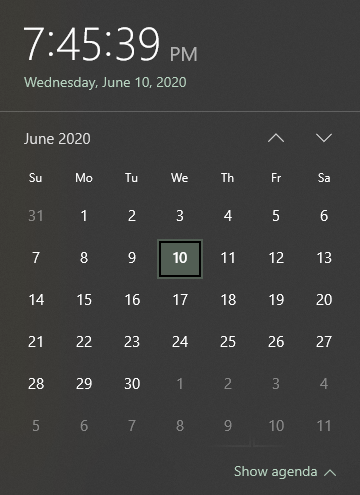 7:45:39 PM
Wednesday, June 10, 2020
June 2020
Su Mo Tu We Th Fr Sa
31 1 2 3 4 5 6
7 8 9 10 11 12 13
14 15 16 17 18 19 20
21 22 23 24 25 26 27
28 29 30 1 2 3 4
5 6 7 8 9 10 11
Show agenda